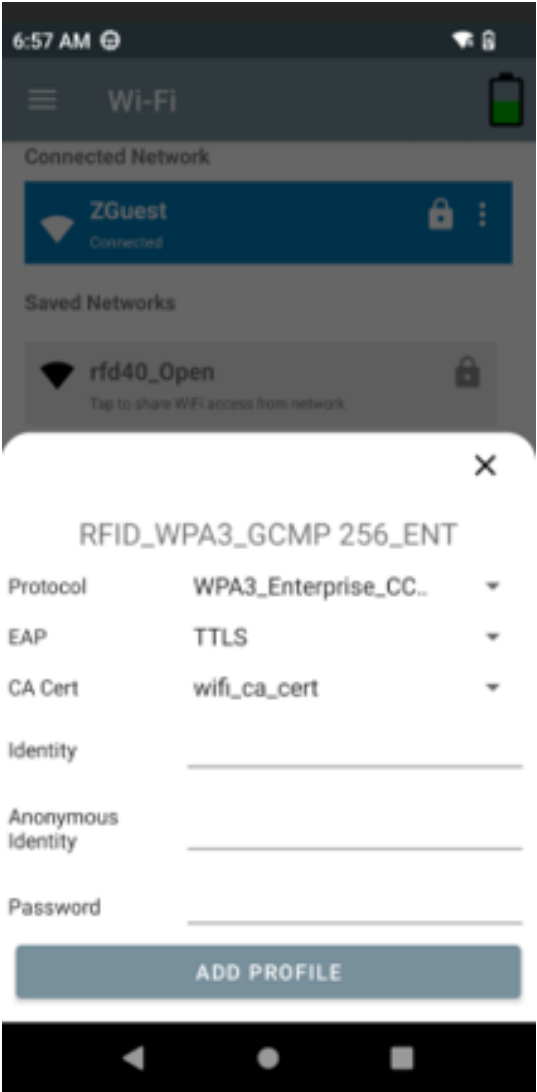 6:57 AM
Wi-Fi
Connected Network
ZGuest
Connected
Saved Networks
rfd40_Open
Tap to share WiFi access from network
RFID_WPA3_GCMP 256_ENT
Protocol WPA3_Enterprise_CC..
EAP TTLS
CA Cert wifi_ca_cert
Identity
Anonymous
Identity
Password
ADD PROFILE